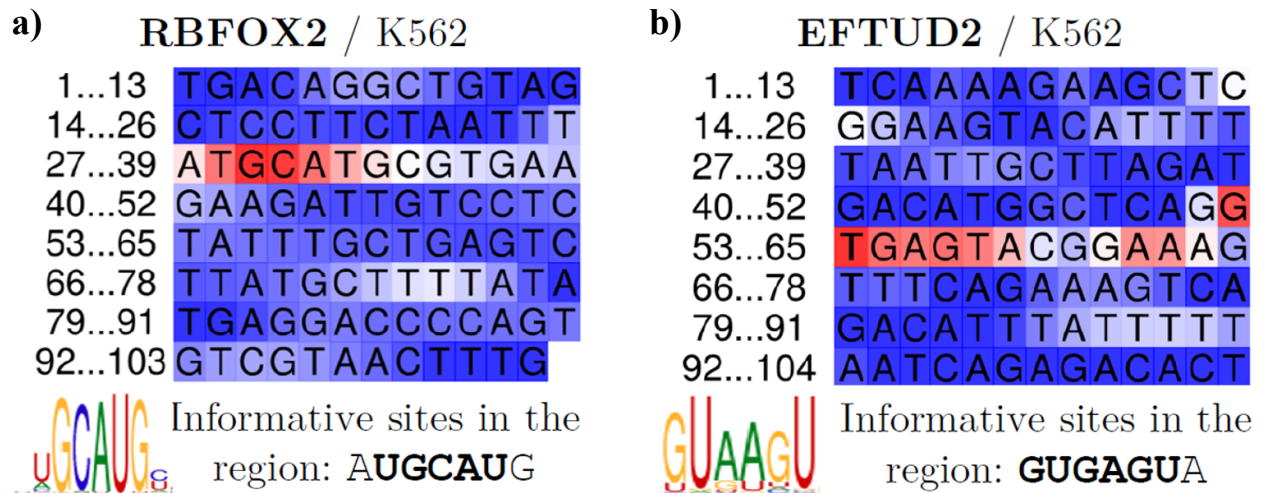 a)
RBFOX2 / K562
1...13 TGACAGGCTGTAG
14...26 CTCCTTCTAATTT
27...39 ATGCATGCGTGAA
40...52 GAAGATTGTCCTC
53...65 TATTTGCTGAGTC
66...78 TTATGCTTTTATA
79...91 TGAGGACCCCAGT
92...103 GTCGTAACTTTG
UGCAUG
Informative sites in the
region: AUGCAUG
b)
EFTUD2 / K562
1...13 TCAAAAGAAGCTC
14...26 GGAAGTACATTTT
27...39 TAATTGCTTAGAT
40...52 GACATGGCTCAGG
53...65 TGAGTACGGAAAG
66...78 TTTCAGAAAGTCA
79...91 GACATTTATTTTT
92...104 AATCAGAGACACT
GUAAGU
Informative sites in the
region: GUGAGUA